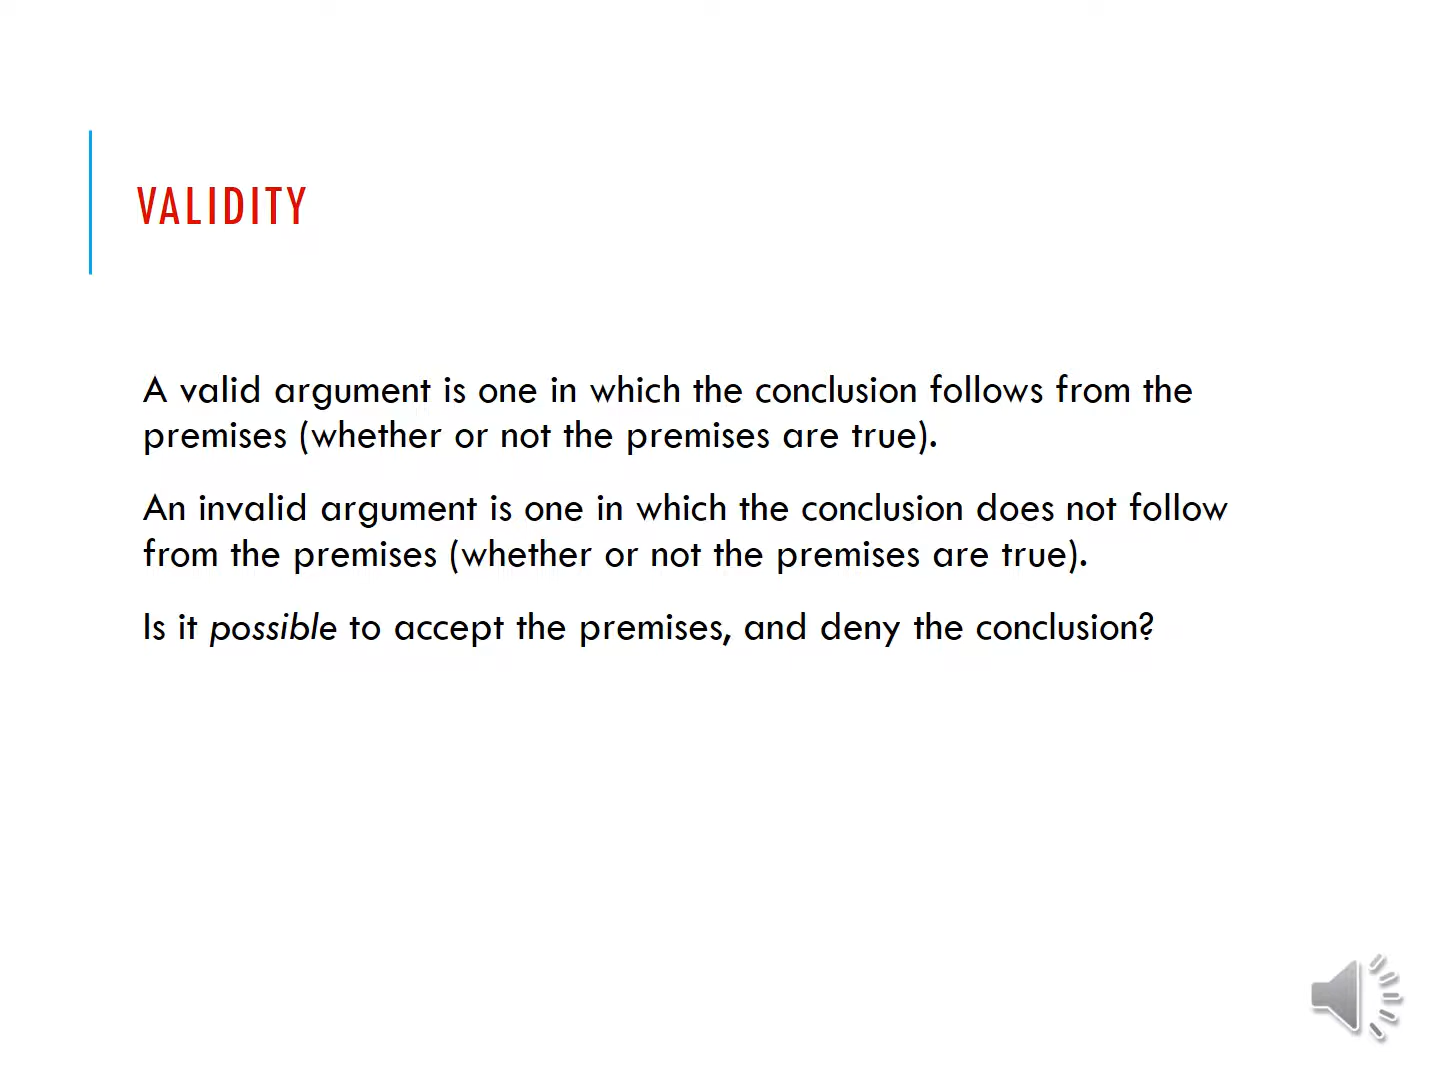 VALIDITY
A valid argument is one in which the conclusion follows from the
premises (whether or not the premises are true).
An invalid argument is one in which the conclusion does not follow
from the premises (whether or not the premises are true).
Is it possible to accept the premises, and deny the conclusion?